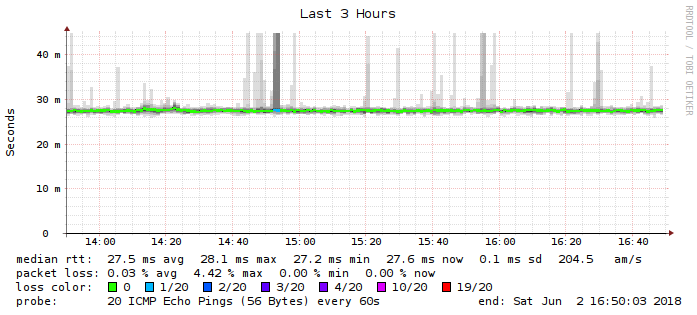 Last 3 Hours
RRDTOOL / TOBI OETIKER
Seconds
40 m
30 m
20 m
10 m
0
14:00 14:20 14:40 15:00 15:20 15:40 16:00 16:20 16:40
median rtt: 27.5 ms avg 28.1 ms max 27.2 ms min 27.6 ms now 0.1 ms sd 204.5 am/s
packet loss: 0.03 % avg 4.42 % max 0.00 % min 0.00 % now
loss color: 0 1/20 2/20 3/20 4/20 10/20 19/20
probe: 20 ICMP Echo Pings (56 Bytes) every 60s end: Sat Jun 2 16:50:03 2018